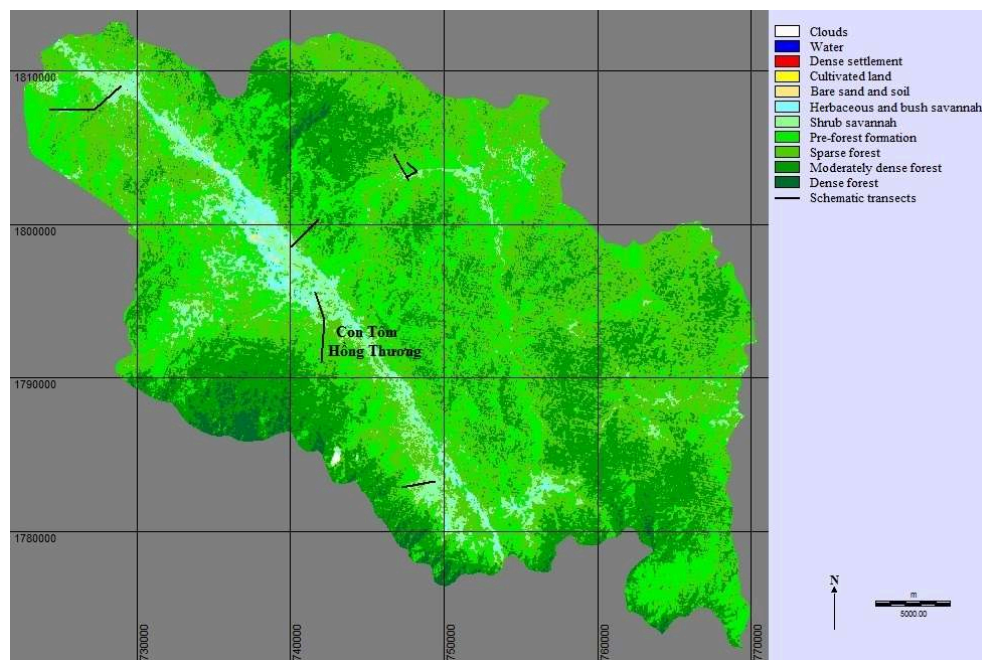 Clouds
Water
Dense settlement
Cultivated land
Bare sand and soil
Herbaceous and bush savannah
Shrub savannah
Pre-forest formation
Sparse forest
Moderately dense forest
Dense forest
Schematic transects
1810000
1800000
Con Tôm
Hông Thương
1790000
1780000
730000
740000
750000
760000
770000
N
m
5000.00